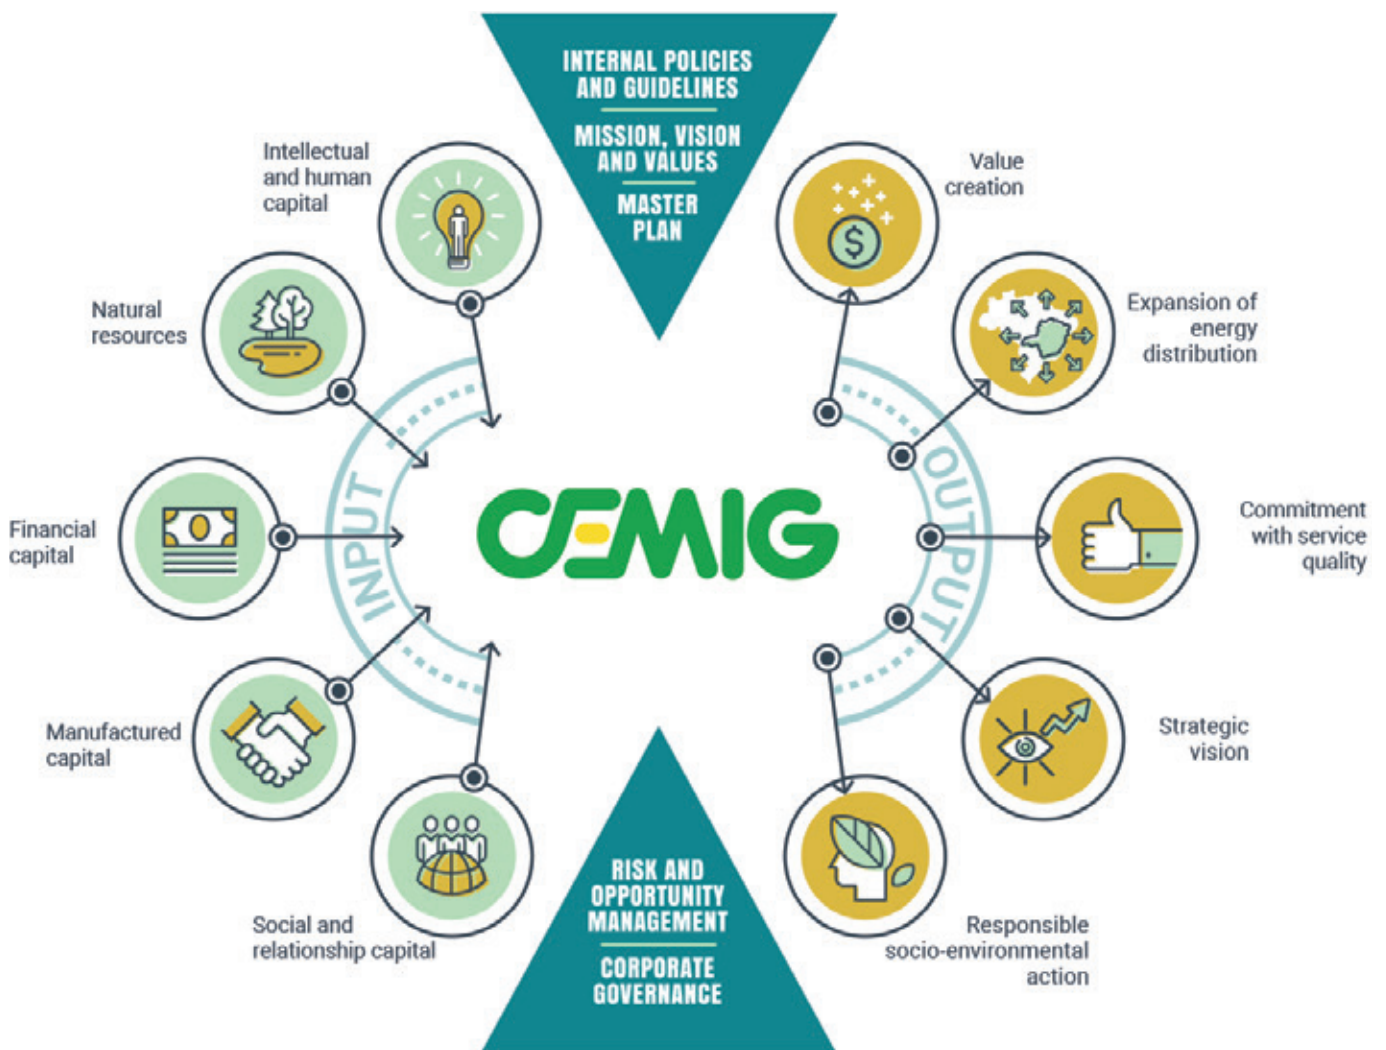 INTERNAL POLICIES
AND GUIDELINES
MISSION, VISION
AND VALUES
MASTER
PLAN
Intellectual
and human
capital
Natural
resources
Financial
capital
Manufactured
capital
Social and
relationship capital
INPUT
CEMIG
$
OUTPUT
Value
creation
Expansion of
energy
distribution
Commitment
with service
quality
Strategic
vision
Responsible
socio-environmental
action
RISK AND
OPPORTUNITY
MANAGEMENT
CORPORATE
GOVERNANCE